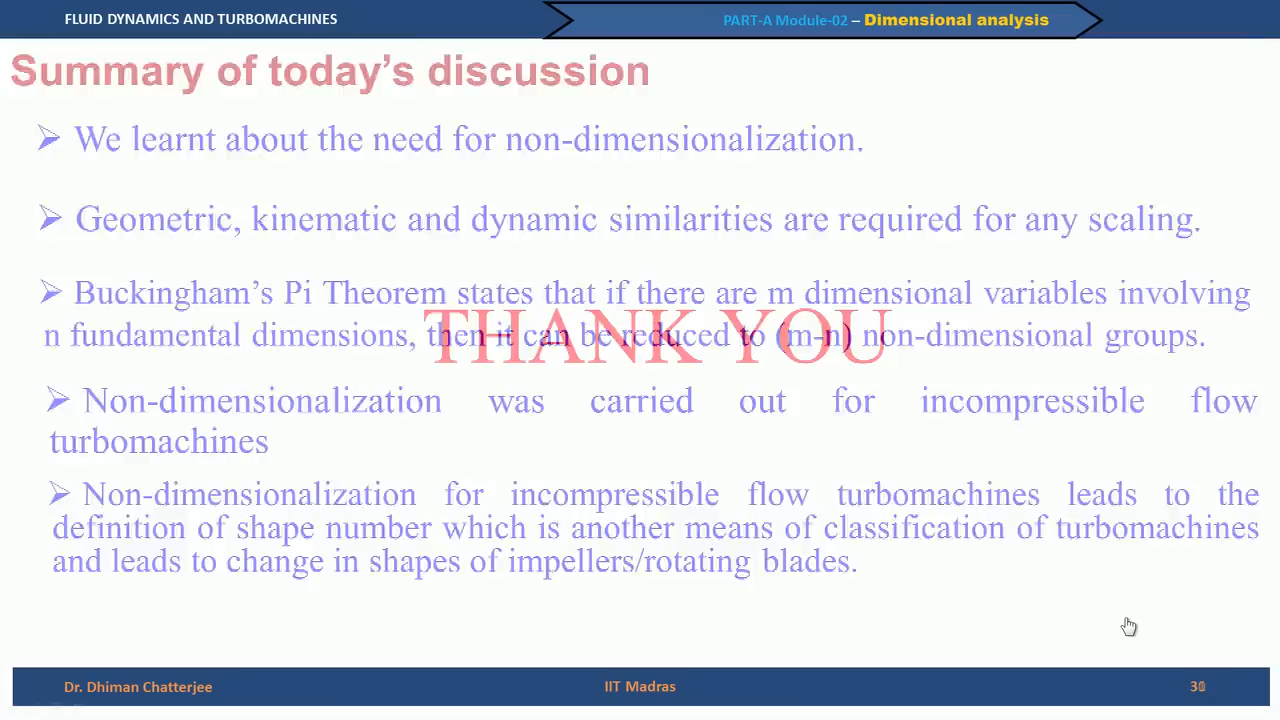 FLUID DYNAMICS AND TURBOMACHINES
PART-A Module-02 – Dimensional analysis
Summary of today's discussion
We learnt about the need for non-dimensionalization.
Geometric, kinematic and dynamic similarities are required for any scaling.
Buckingham's Pi Theorem states that if there are m dimensional variables involving
n fundamental dimensions, then it can be reduced to (m-n) non-dimensional groups.
THANK YOU
Non-dimensionalization was carried out for incompressible flow
turbomachines
Non-dimensionalization for incompressible flow turbomachines leads to the
definition of shape number which is another means of classification of turbomachines
and leads to change in shapes of impellers/rotating blades.
Dr. Dhiman Chatterjee
IIT Madras